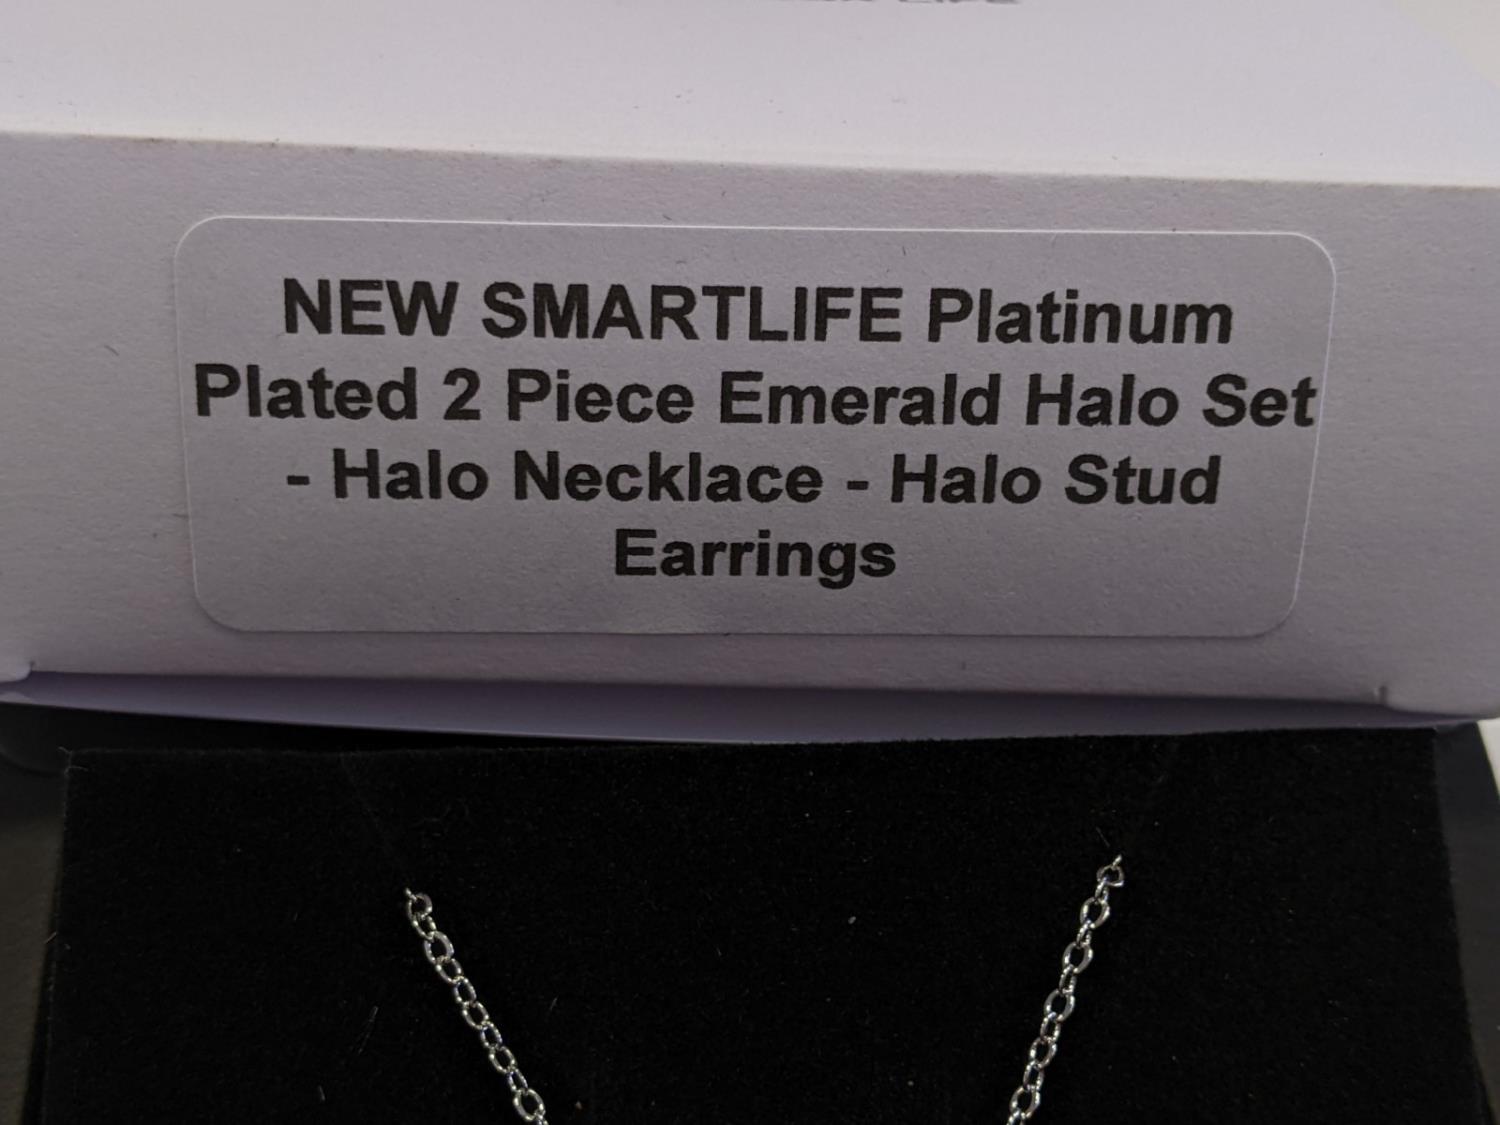 NEW SMARTLIFE Platinum
Plated 2 Piece Emerald Halo Set
- Halo Necklace - Halo Stud
Earrings